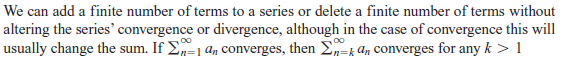 We can add a finite number of terms to a series or delete a finite number of terms without
altering the series' convergence or divergence, although in the case of convergence this will
usually change the sum. If Σ∞n=1 an converges, then Σ∞n=k an converges for any k > 1